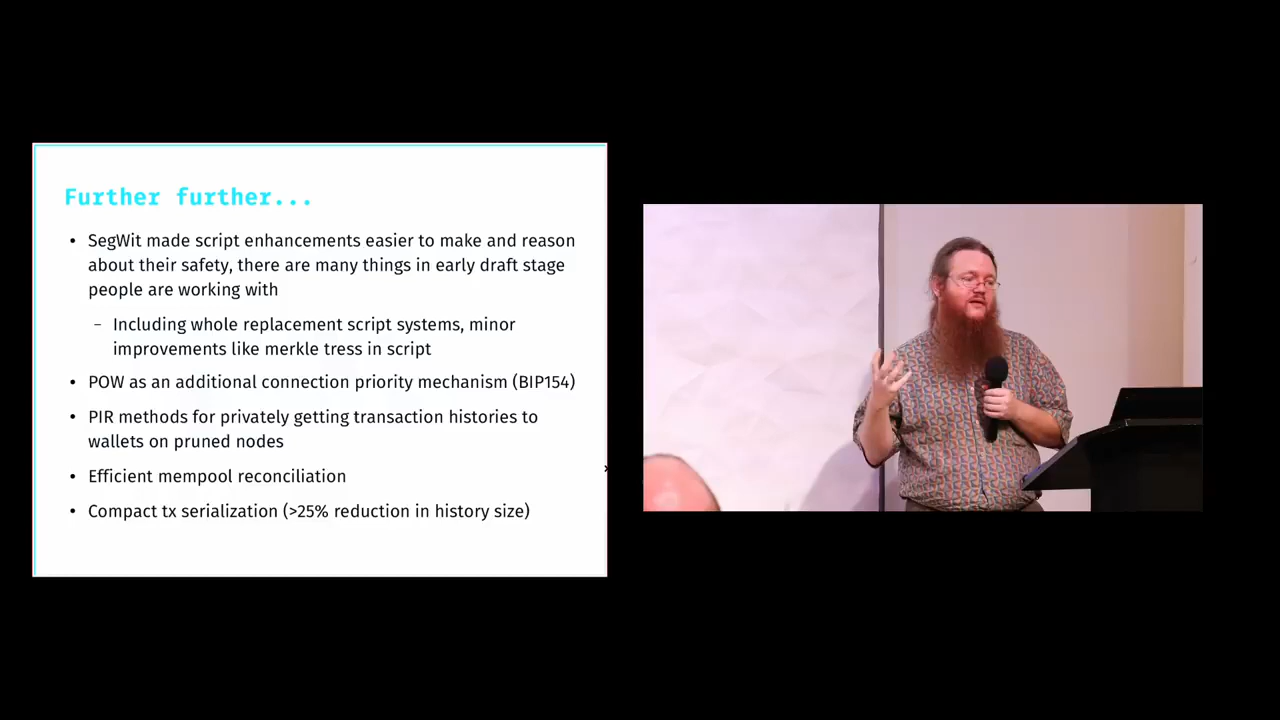 Further further...
• SegWit made script enhancements easier to make and reason
about their safety, there are many things in early draft stage
people are working with
– Including whole replacement script systems, minor
improvements like merkle tress in script
• POW as an additional connection priority mechanism (BIP154)
• PIR methods for privately getting transaction histories to
wallets on pruned nodes
• Efficient mempool reconciliation
• Compact tx serialization (>25% reduction in history size)